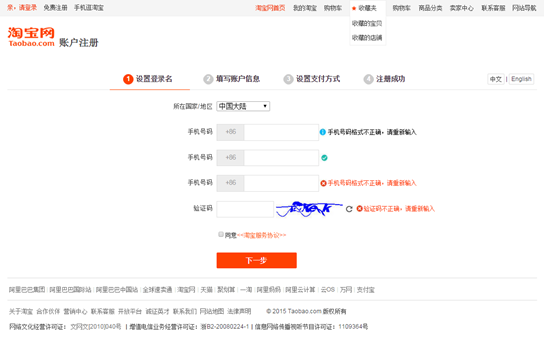 亲，请登录 免费注册 手机逛淘宝 淘宝网首页 我的淘宝 购物车 ★ 收藏夹 购物车 商品分类 卖家中心 联系客服 网站导航
收藏的宝贝
收藏的店铺
淘宝网
Taobao.com 账户注册
1 设置登录名 2 填写账户信息 3 设置支付方式 4 注册成功 中文 | English
所在国家/地区 中国大陆
手机号码 +86 手机号码格式不正确，请重新输入
手机号码 +86
手机号码 +86 手机号码格式不正确，请重新输入
验证码 验证码不正确，请重新输入
同意<<淘宝服务协议>>
下一步
阿里巴巴集团 | 阿里巴巴国际站 | 阿里巴巴中国站 | 全球速卖通 | 淘宝网 | 天猫 | 聚划算 | 一淘 | 阿里妈妈 | 阿里云计算 | 云OS | 万网 | 支付宝
关于淘宝 合作伙伴 营销中心 联系客服 开放平台 诚征英才 联系我们 网站地图 法律声明 © 2015 Taobao.com 版权所有
网络文化经营许可证： 文网文[2010]040号 | 增值电信业务经营许可证：浙B2-20080224-1 | 信息网络传播视听节目许可证：1109364号